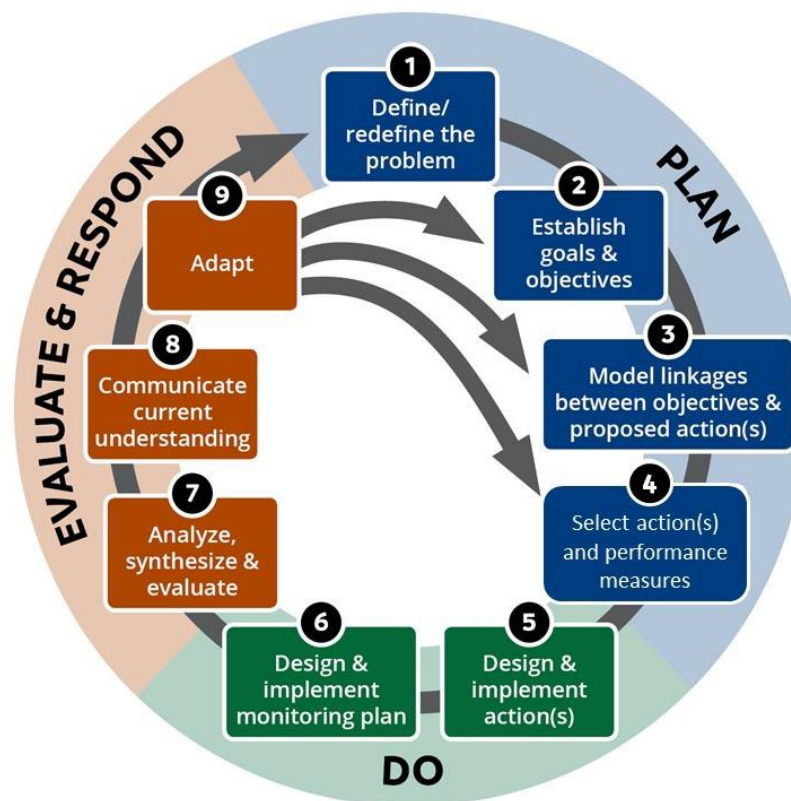 1
Define/
redefine the
problem
2
Establish
goals &
objectives
3
Model linkages
between objectives &
proposed action(s)
4
Select action(s)
and performance
measures
5
Design &
implement
action(s)
6
Design &
implement
monitoring plan
7
Analyze,
synthesize &
evaluate
8
Communicate
current
understanding
9
Adapt
PLAN
DO
EVALUATE & RESPOND